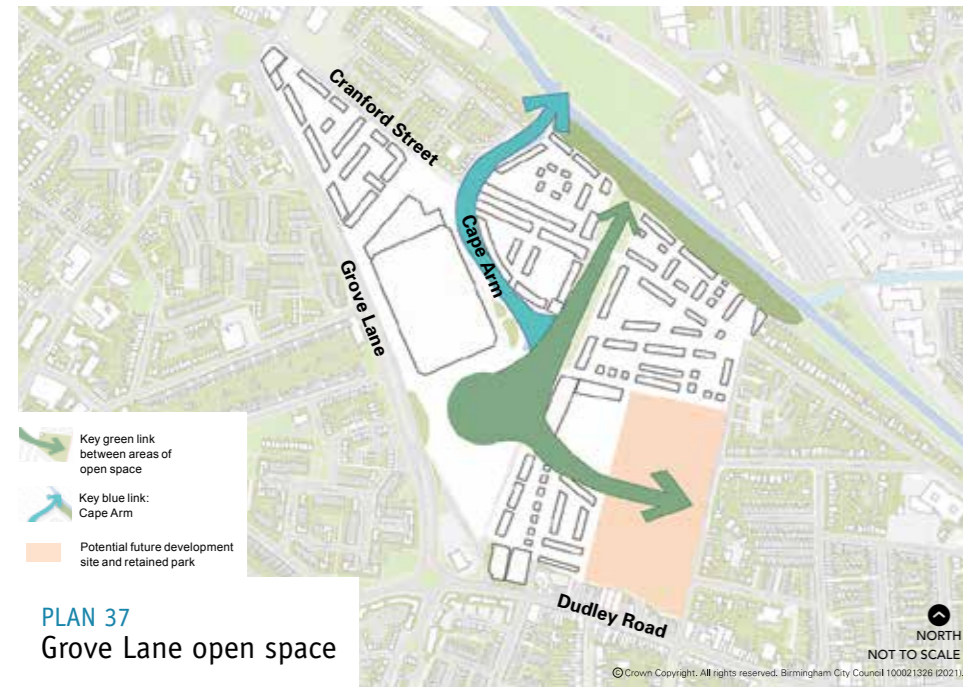 Cranford Street
Cape Arm
Grove Lane
Key green link
between areas of
open space
Key blue link:
Cape Arm
Potential future development
site and retained park
PLAN 37
Grove Lane open space
Dudley Road
NORTH
NOT TO SCALE
© Crown Copyright. All rights reserved. Birmingham City Council 100021326 (2021).